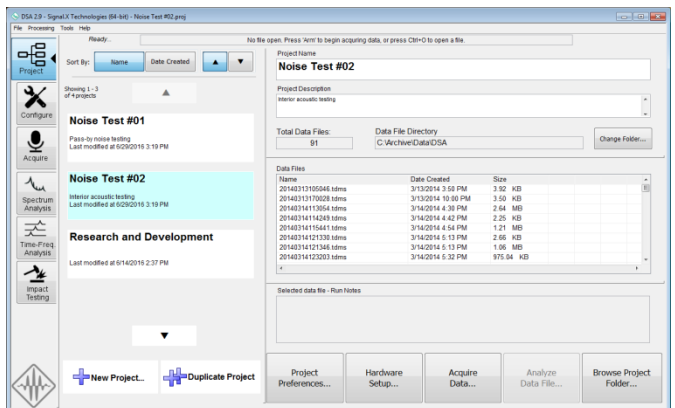 DSA 2.9 - Signal.X Technologies (64-bit) - Noise Test #02.proj
File Processing Tools Help
Ready... No file open. Press 'Arm' to begin acquiring data, or press Ctrl+O to open a file.
Project
Configure
Acquire
Spectrum
Analysis
Time-Freq.
Analysis
Impact
Testing
Sort By: Name Date Created
Showing 1 - 3
of 4 projects
Noise Test #01
Pass-by noise testing
Last modified at 6/29/2016 3:19 PM
Noise Test #02
Interior acoustic testing
Last modified at 6/29/2016 3:19 PM
Research and Development
Last modified at 6/14/2016 2:37 PM
New Project... Duplicate Project
Project Name
Noise Test #02
Project Description
Interior acoustic testing
Total Data Files: Data File Directory
91 C:\Archive\Data\DSA Change Folder...
Data Files
Name Date Created Size
20140313105046.tdms 3/13/2014 3:50 PM 3.92 KB
20140313170028.tdms 3/13/2014 10:00 PM 3.50 KB
20140314113054.tdms 3/14/2014 4:30 PM 2.64 MB
20140314114249.tdms 3/14/2014 4:42 PM 2.25 KB
20140314115441.tdms 3/14/2014 4:54 PM 1.21 MB
20140314121330.tdms 3/14/2014 5:13 PM 2.66 KB
20140314121346.tdms 3/14/2014 5:13 PM 1.06 MB
20140314123203.tdms 3/14/2014 5:32 PM 975.04 KB
Selected data file - Run Notes
Project
Preferences...
Hardware
Setup...
Acquire
Data...
Analyze
Data File...
Browse Project
Folder...